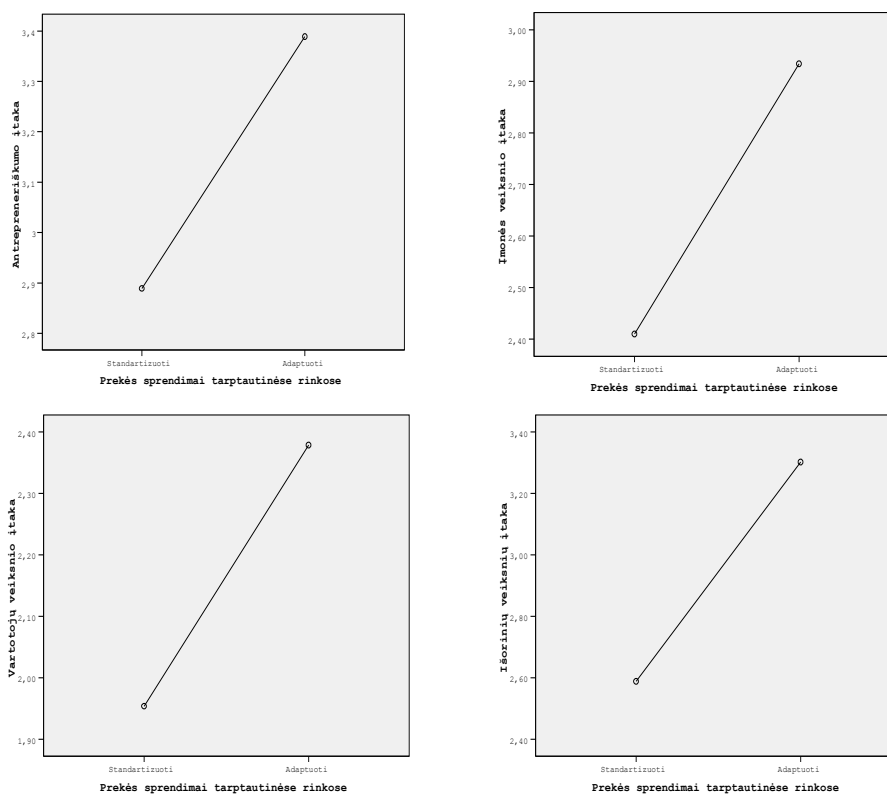 3,4
3,3
3,2
3,1
3
2,9
2,8
Antrepreneriškumo įtaka
Standartizuoti
Adaptuoti
Prekės sprendimai tarptautinėse rinkose
3,00
2,90
2,80
2,70
2,60
2,50
2,40
Įmonės veiksnio įtaka
Standartizuoti
Adaptuoti
Prekės sprendimai tarptautinėse rinkose
2,40
2,30
2,20
2,10
2,00
1,90
Vartotojų veiksnio įtaka
Standartizuoti
Adaptuoti
Prekės sprendimai tarptautinėse rinkose
3,40
3,20
3,00
2,80
2,60
2,40
Išorinių veiksnių įtaka
Standartizuoti
Adaptuoti
Prekės sprendimai tarptautinėse rinkose